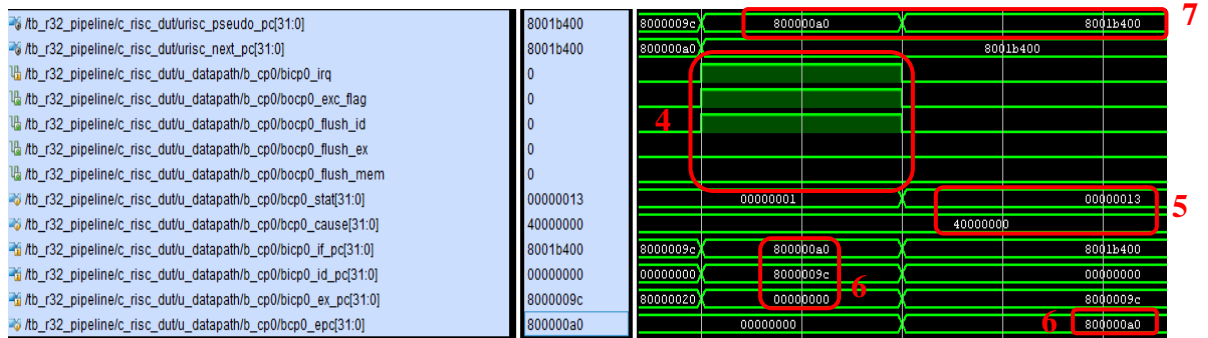 /tb_r32_pipeline/c_risc_dut/urisc_pseudo_pc[31:0] 8001b400 8000009c 800000a0 8001b400 7
/tb_r32_pipeline/c_risc_dut/urisc_next_pc[31:0] 8001b400 800000a0 8001b400
/tb_r32_pipeline/c_risc_dut/u_datapath/b_cp0/bicp0_irq 0
/tb_r32_pipeline/c_risc_dut/u_datapath/b_cp0/bocp0_exc_flag 0
/tb_r32_pipeline/c_risc_dut/u_datapath/b_cp0/bocp0_flush_id 0 4
/tb_r32_pipeline/c_risc_dut/u_datapath/b_cp0/bocp0_flush_ex 0
/tb_r32_pipeline/c_risc_dut/u_datapath/b_cp0/bocp0_flush_mem 0
/tb_r32_pipeline/c_risc_dut/u_datapath/b_cp0/bcp0_stat[31:0] 00000013 00000001 00000013 5
/tb_r32_pipeline/c_risc_dut/u_datapath/b_cp0/bcp0_cause[31:0] 40000000 40000000
/tb_r32_pipeline/c_risc_dut/u_datapath/b_cp0/bicp0_if_pc[31:0] 8001b400 8000009c 800000a0 8001b400
/tb_r32_pipeline/c_risc_dut/u_datapath/b_cp0/bicp0_id_pc[31:0] 00000000 00000000 8000009c 6 00000000
/tb_r32_pipeline/c_risc_dut/u_datapath/b_cp0/bicp0_ex_pc[31:0] 8000009c 80000020 00000000 8000009c
/tb_r32_pipeline/c_risc_dut/u_datapath/b_cp0/bcp0_epc[31:0] 800000a0 00000000 6 800000a0